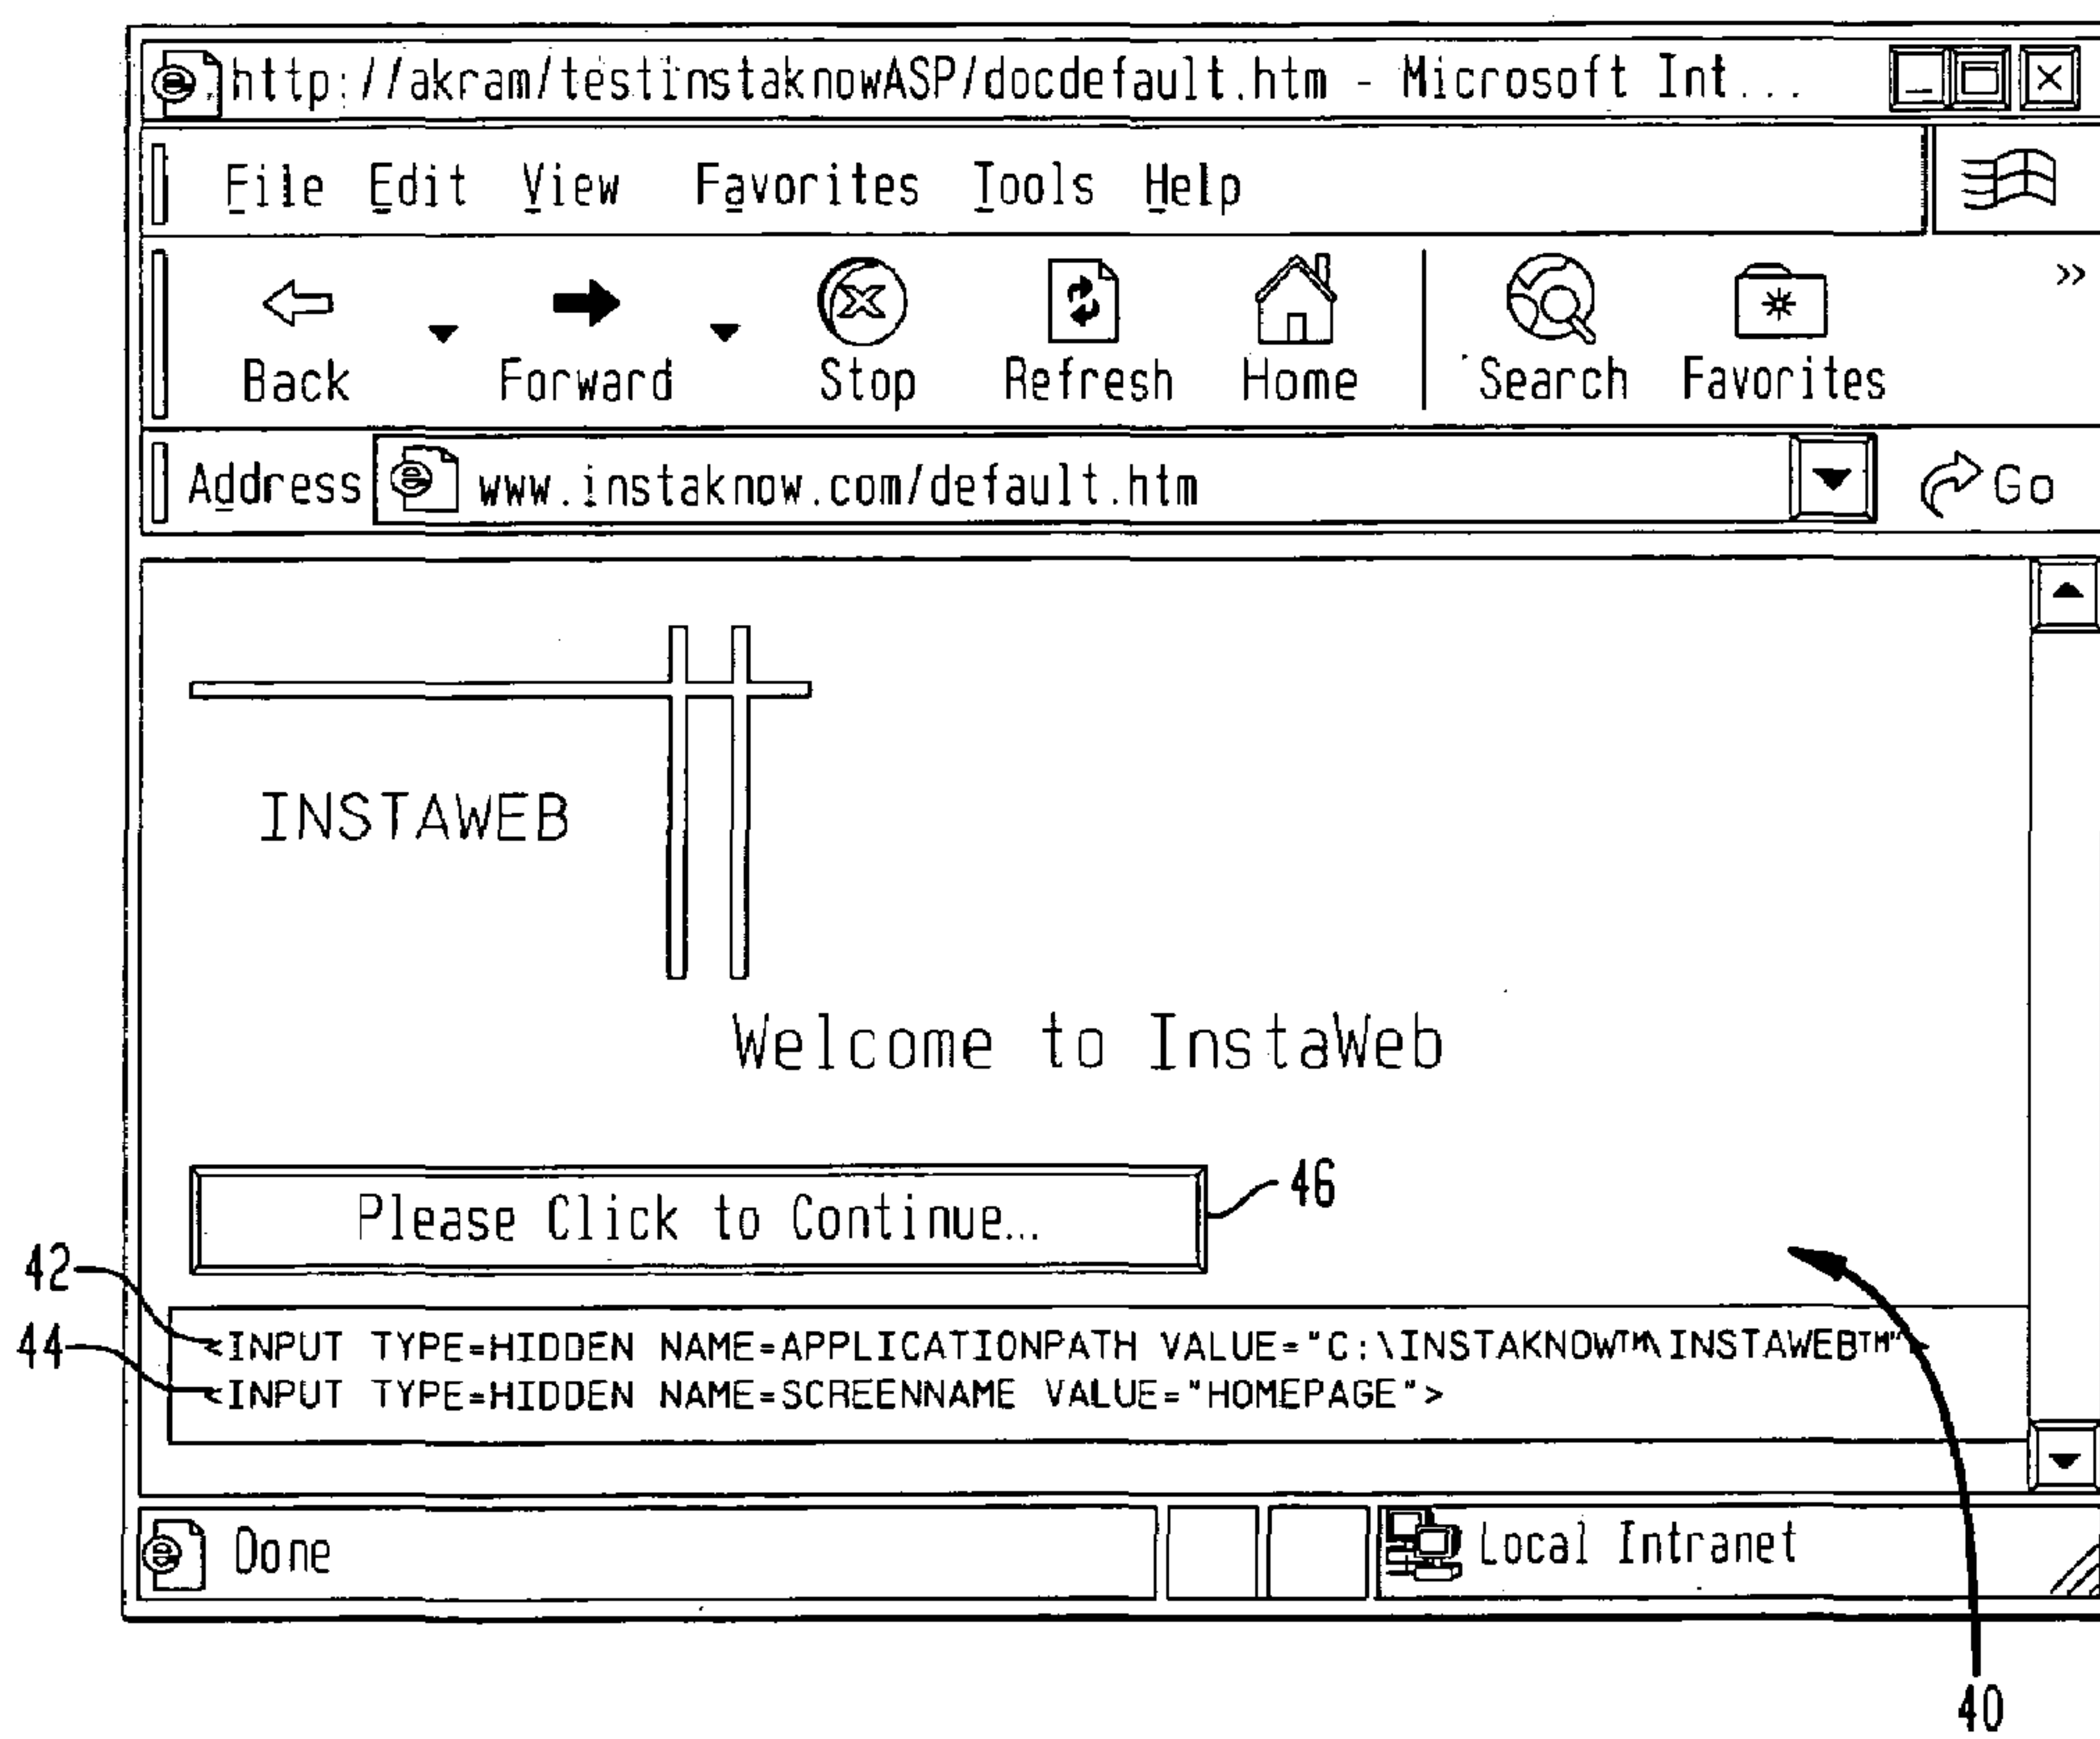 http://akram/testinstaknowASP/docdefault.htm - Microsoft Int...
File Edit View Favorites Tools Help
»
Back Forward Stop Refresh Home Search Favorites
Address www.instaknow.com/default.htm Go
INSTAWEB
Welcome to InstaWeb
Please Click to Continue...
46
42
<INPUT TYPE=HIDDEN NAME=APPLICATIONPATH VALUE="C:\INSTAKNOW™\INSTAWEB™"
44
<INPUT TYPE=HIDDEN NAME=SCREENNAME VALUE="HOMEPAGE">
Done Local Intranet
40